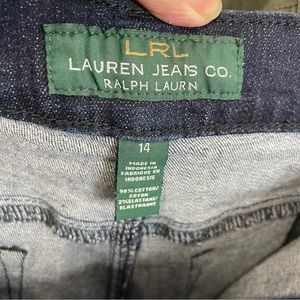 LRL
LAUREN JEANS CO.
RALPH LAURN
14
MADE IN
INDONESIA
FABRIQUE EN
INDONESIE
98% COTTON/
COTON
2% ELASTANE/
ELASTHANNE